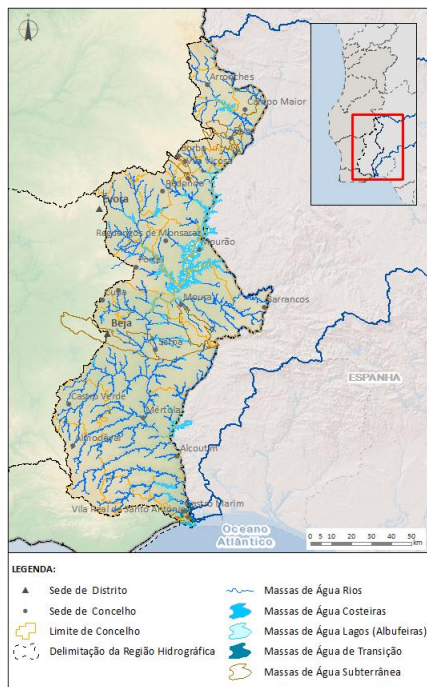 N
Arronches
Campo Maior
Elvas
Borba
Vila Viçosa
Redondo
Évora
Reguengos de Monsaraz
Mourão
Portel
Cuba
Moura
Barrancos
Beja
Serpa
ESPANHA
Castro Verde
Mértola
Almodôvar
Alcoutim
Castro Marim
Vila Real de Santo António
Oceano
Atlântico
0 5 10 20 30 40 50
km
LEGENDA:
Sede de Distrito
Sede de Concelho
Limite de Concelho
Delimitação da Região Hidrográfica
Massas de Água Rios
Massas de Água Costeiras
Massas de Água Lagos (Albufeiras)
Massas de Água de Transição
Massas de Água Subterrânea